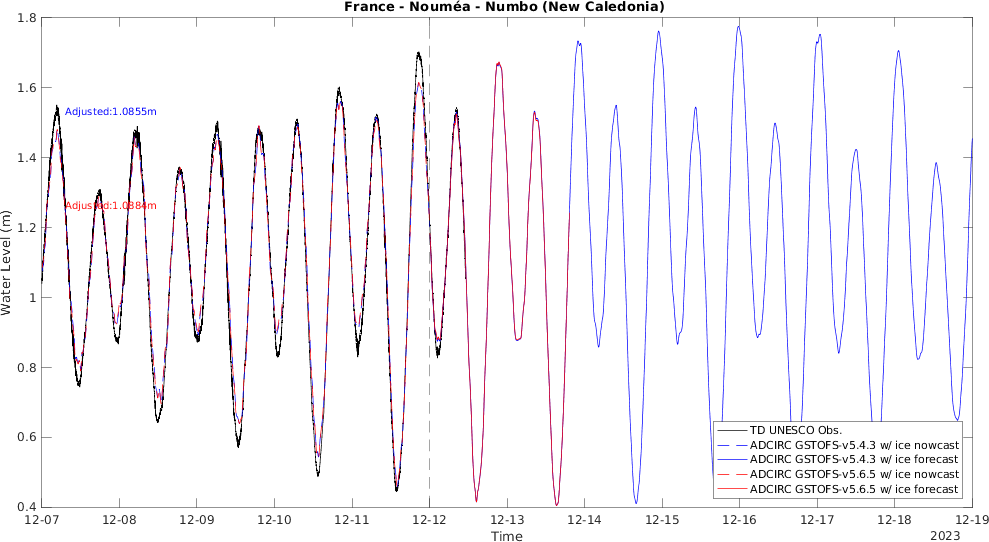 France - Nouméa - Numbo (New Caledonia)
1.8
1.6
1.4
1.2
1
0.8
0.6
0.4
Water Level (m)
Adjusted:1.0855m
Adjusted:1.0884m
TD UNESCO Obs.
ADCIRC GSTOFS-v5.4.3 w/ ice nowcast
ADCIRC GSTOFS-v5.4.3 w/ ice forecast
ADCIRC GSTOFS-v5.6.5 w/ ice nowcast
ADCIRC GSTOFS-v5.6.5 w/ ice forecast
12-07 12-08 12-09 12-10 12-11 12-12 12-13 12-14 12-15 12-16 12-17 12-18 12-19
Time
2023